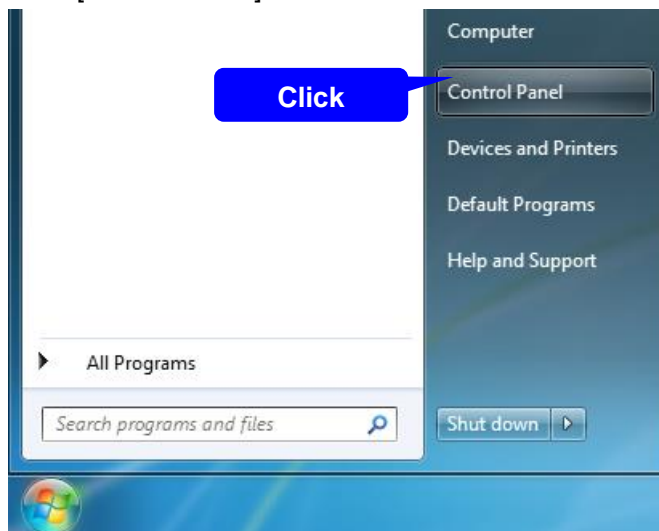 Computer
Click
Control Panel
Devices and Printers
Default Programs
Help and Support
All Programs
Search programs and files
Shut down